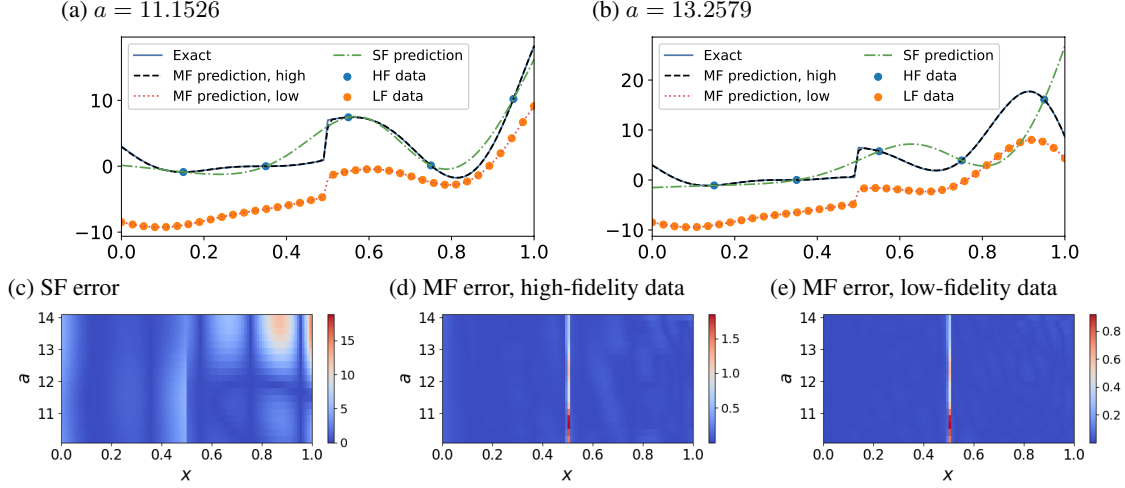 (a) a = 11.1526
(b) a = 13.2579
Exact
MF prediction, high
MF prediction, low
SF prediction
HF data
LF data
10
0
−10
0.0 0.2 0.4 0.6 0.8 1.0
Exact
MF prediction, high
MF prediction, low
SF prediction
HF data
LF data
20
10
0
−10
0.0 0.2 0.4 0.6 0.8 1.0
(c) SF error
(d) MF error, high-fidelity data
(e) MF error, low-fidelity data
14
13
12
11
a
0.0 0.2 0.4 0.6 0.8 1.0
x
15
10
5
0
14
13
12
11
a
0.0 0.2 0.4 0.6 0.8 1.0
x
1.5
1.0
0.5
14
13
12
11
a
0.0 0.2 0.4 0.6 0.8 1.0
x
0.8
0.6
0.4
0.2